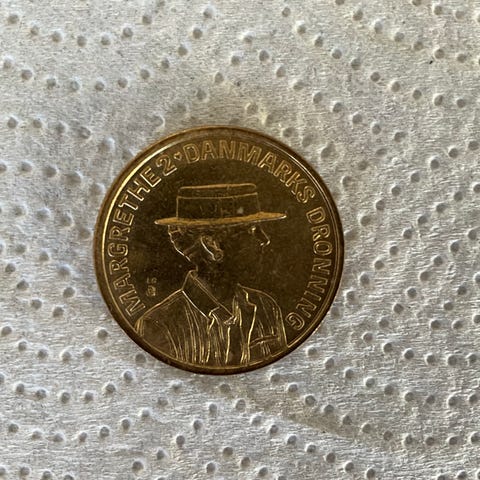 MARGRETHE 2 · DANMARKS DRONNING